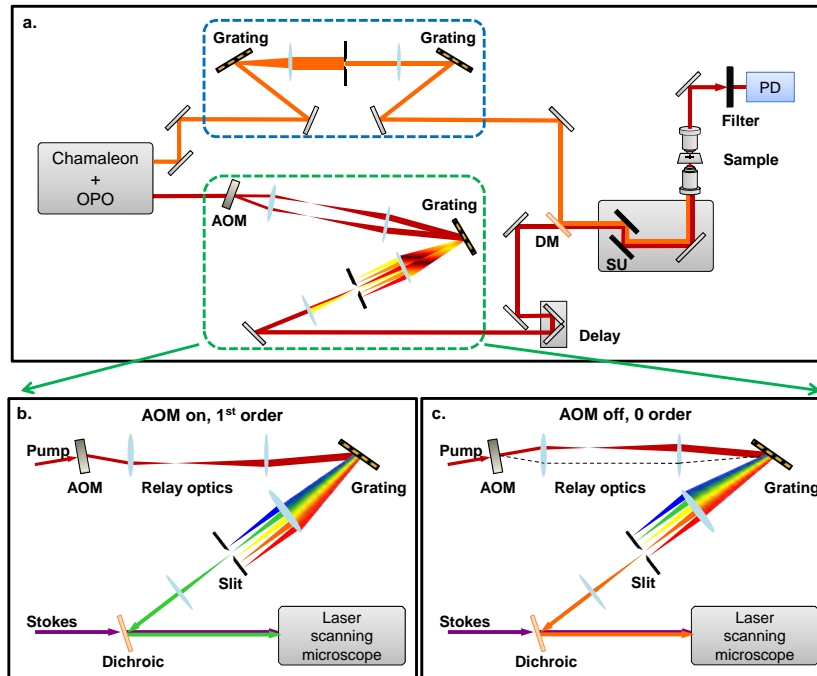 a.
Grating
Grating
Chamaleon
+
OPO
AOM
Grating
DM
SU
Delay
PD
Filter
Sample
b.
AOM on, 1st order
Pump
AOM
Relay optics
Grating
Slit
Stokes
Dichroic
Laser
scanning
microscope
c.
AOM off, 0 order
Pump
AOM
Relay optics
Grating
Slit
Stokes
Dichroic
Laser
scanning
microscope